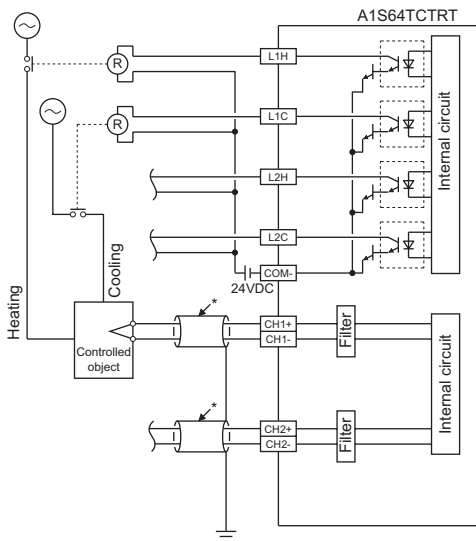 A1S64TCTRT
R
L1H
R
L1C
L2H
L2C
COM-
24VDC
Internal circuit
Heating
Cooling
Controlled
object
*
CH1+
CH1-
Filter
*
CH2+
CH2-
Filter
Internal circuit